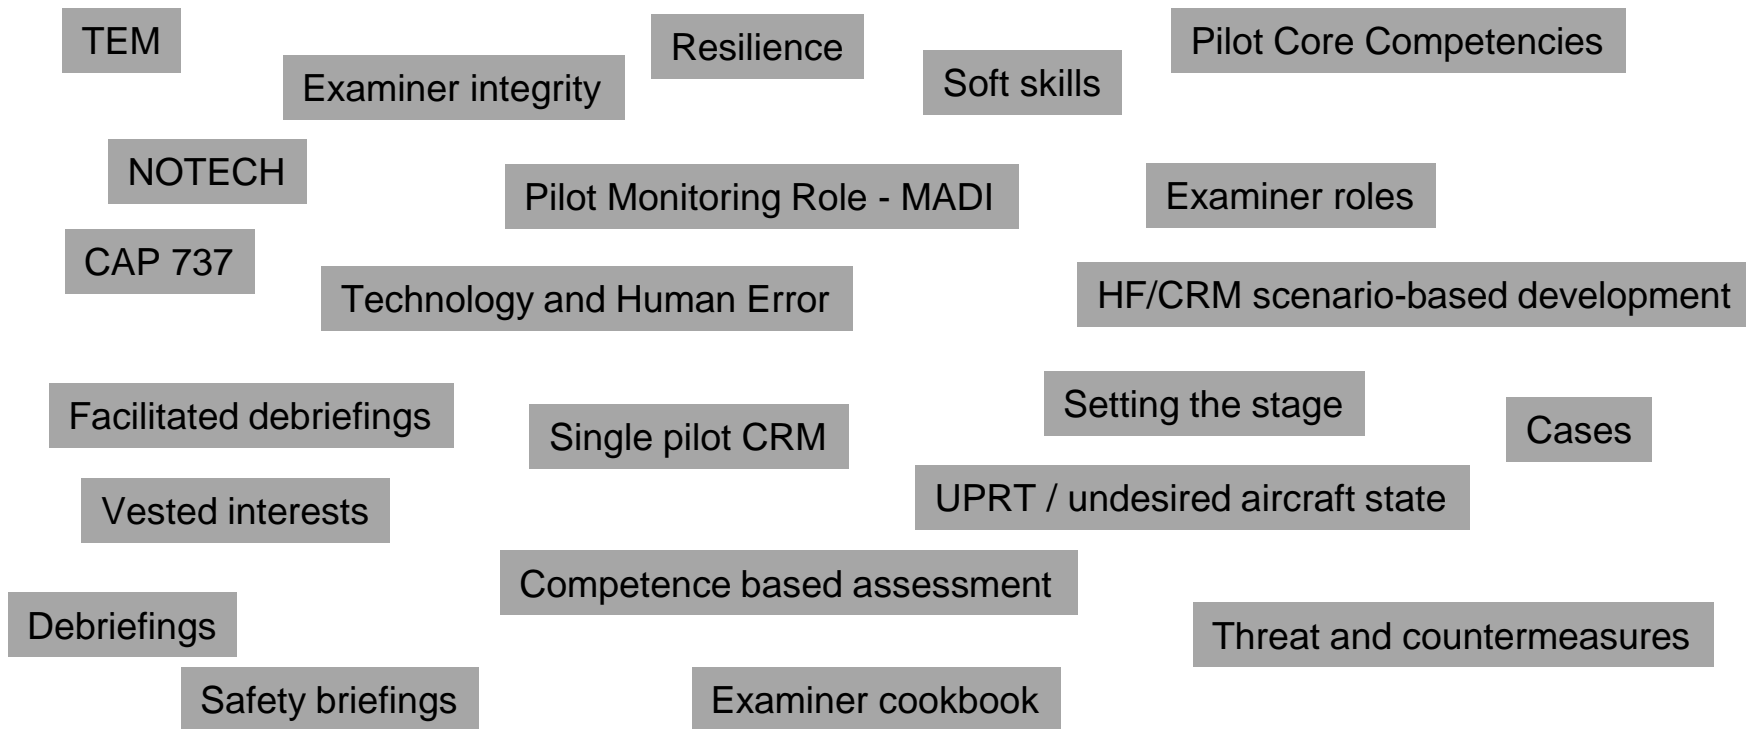 TEM
Examiner integrity
Resilience
Soft skills
Pilot Core Competencies
NOTECH
Pilot Monitoring Role - MADI
Examiner roles
CAP 737
Technology and Human Error
HF/CRM scenario-based development
Facilitated debriefings
Single pilot CRM
Setting the stage
Cases
Vested interests
UPRT / undesired aircraft state
Competence based assessment
Debriefings
Threat and countermeasures
Safety briefings
Examiner cookbook